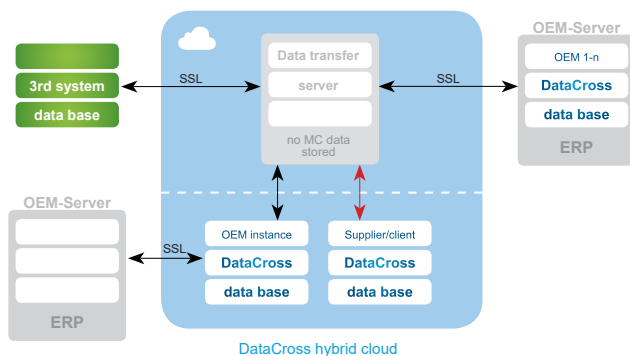 OEM-Server
Data transfer
server
no MC data
stored
3rd system
data base
SSL
SSL
OEM 1-n
DataCross
data base
ERP
OEM-Server
ERP
SSL
OEM instance
DataCross
data base
Supplier/client
DataCross
data base
DataCross hybrid cloud